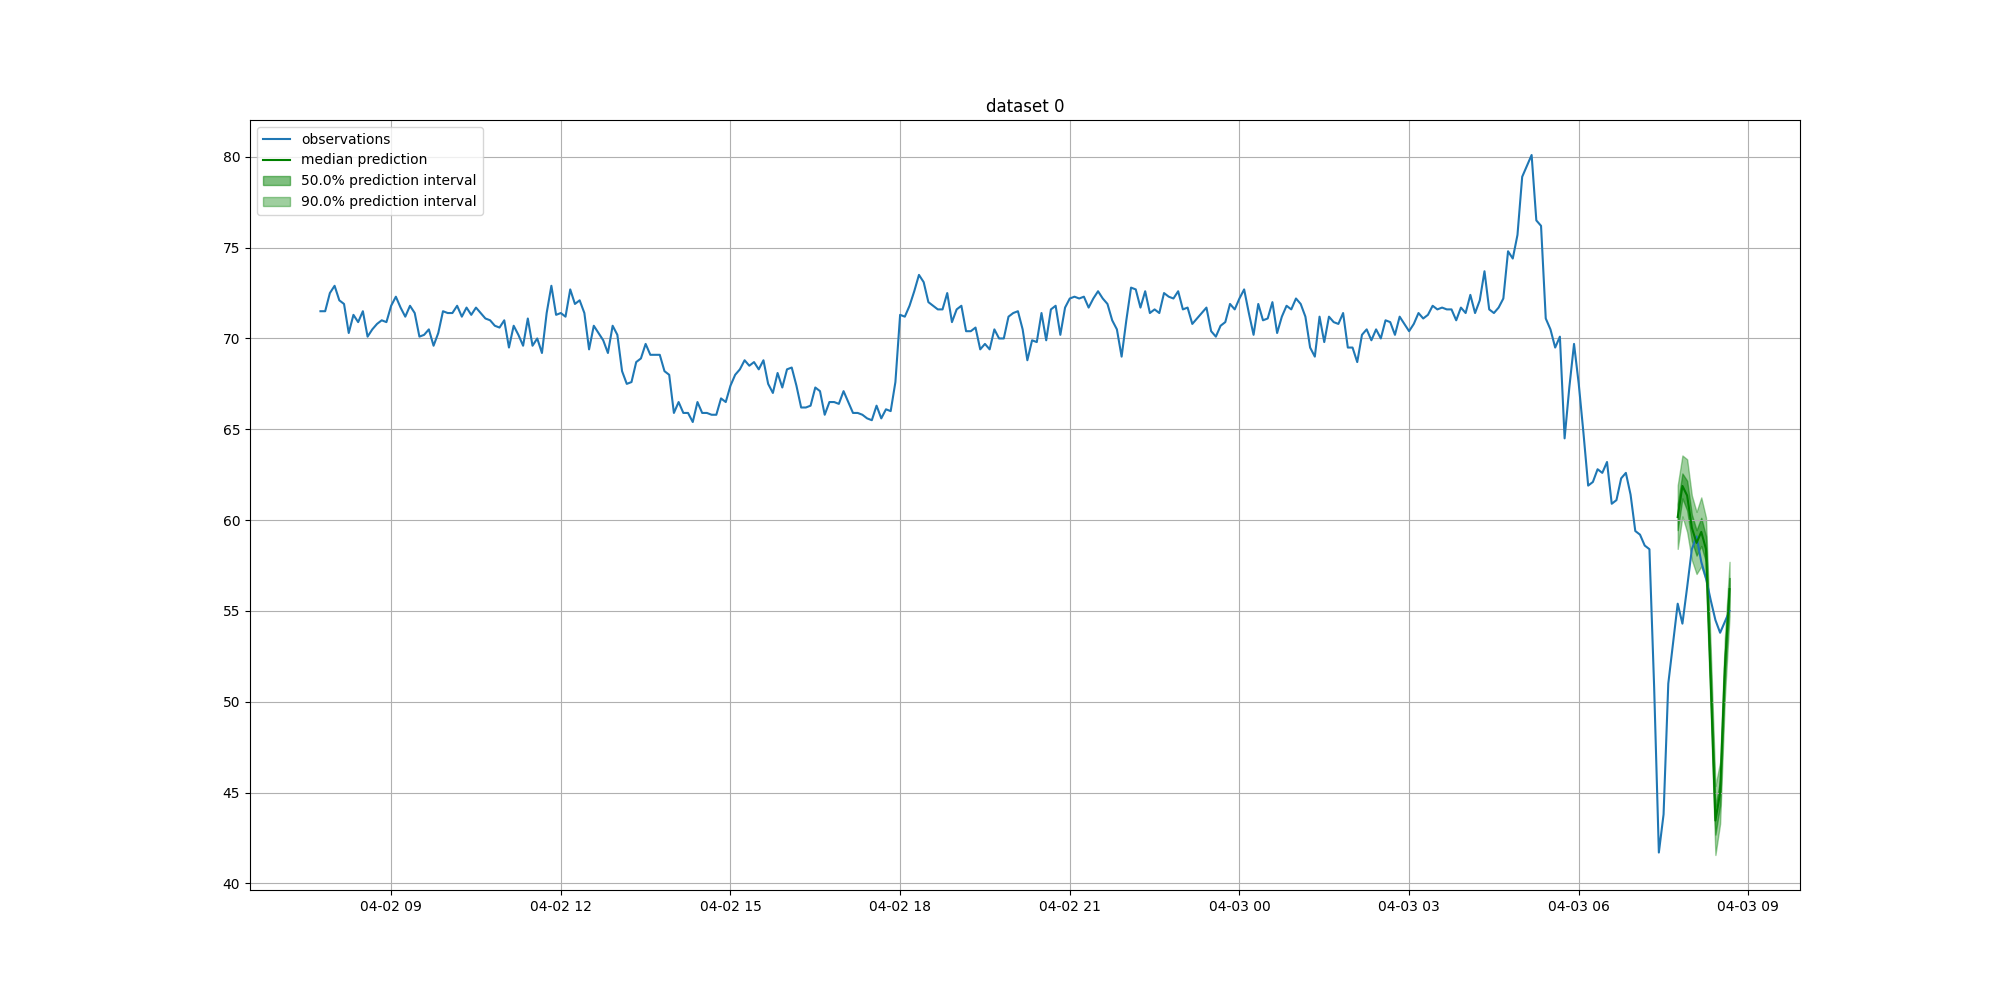 dataset 0
observations
median prediction
50.0% prediction interval
90.0% prediction interval
80
75
70
65
60
55
50
45
40
04-02 09 04-02 12 04-02 15 04-02 18 04-02 21 04-03 00 04-03 03 04-03 06 04-03 09